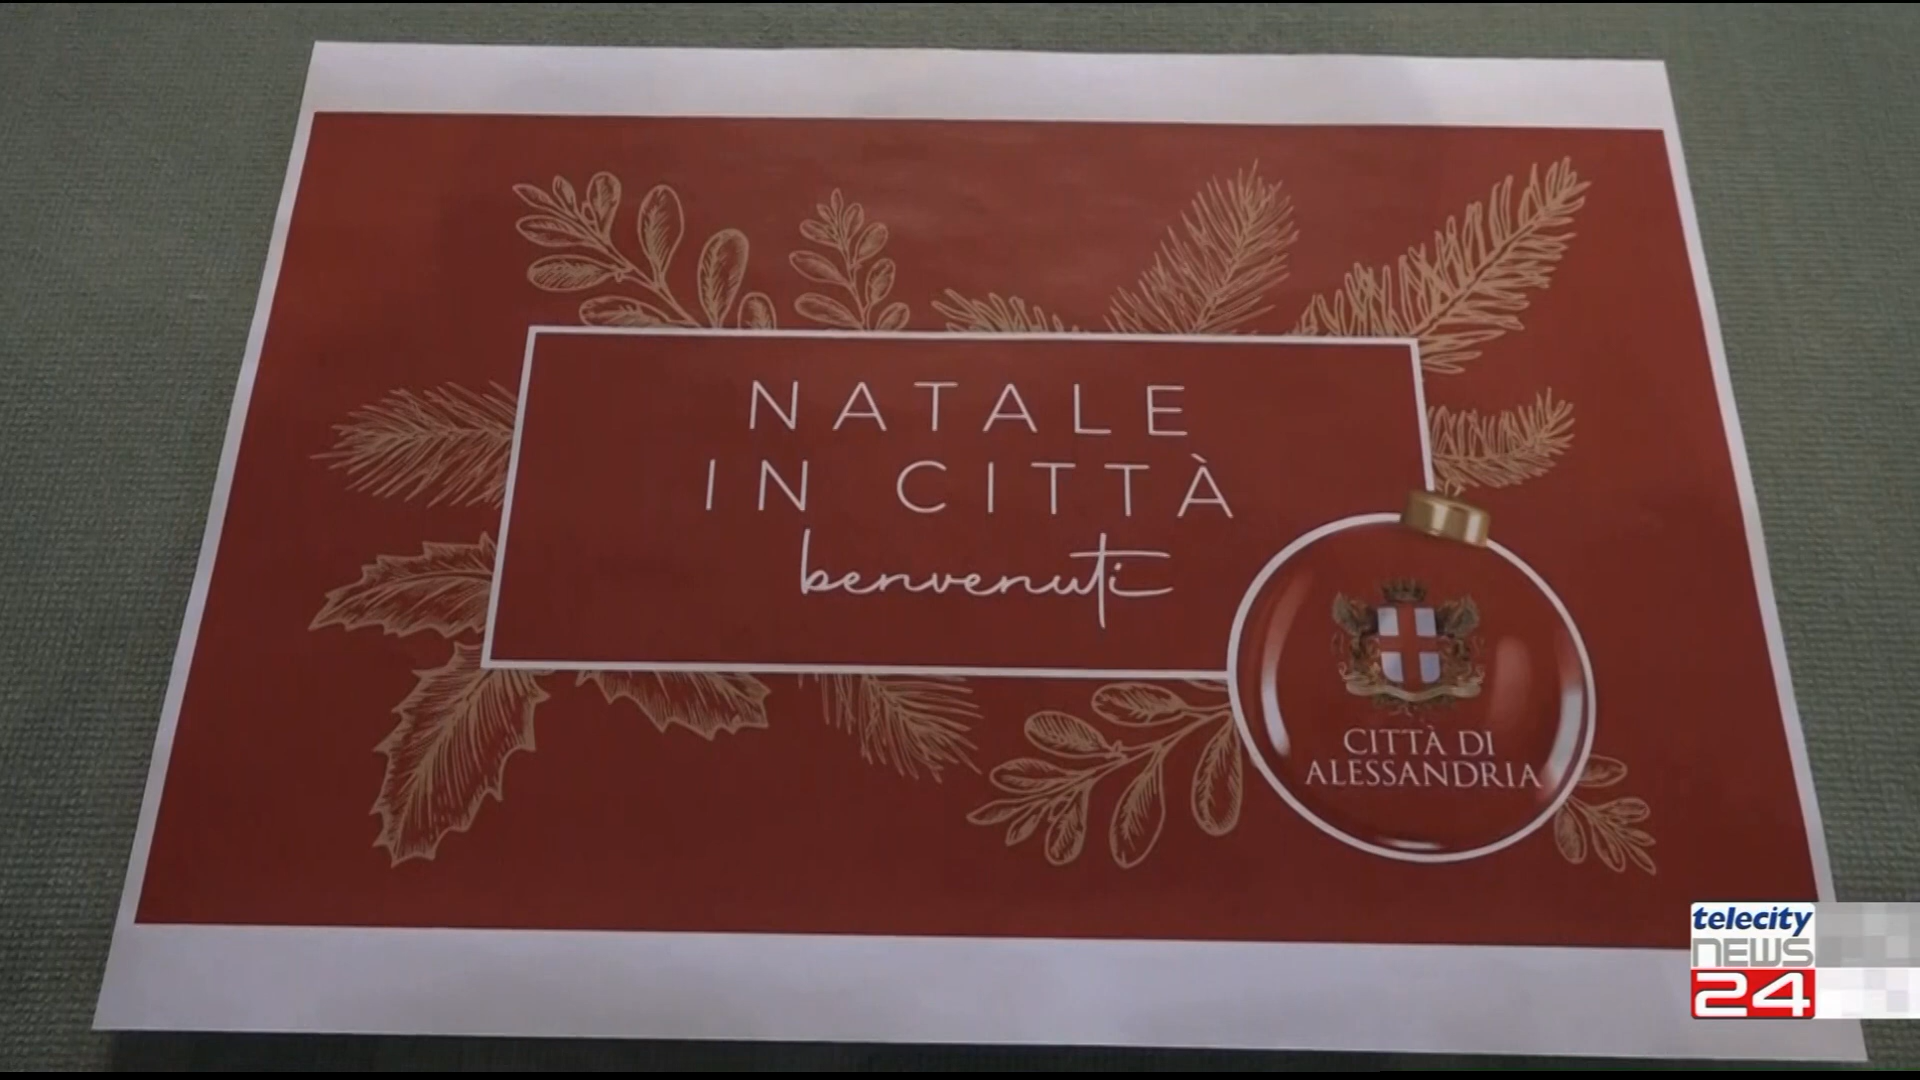 NATALE
IN CITTÀ
benvenuti
CITTÀ DI
ALESSANDRIA
telecity
NEWS
24